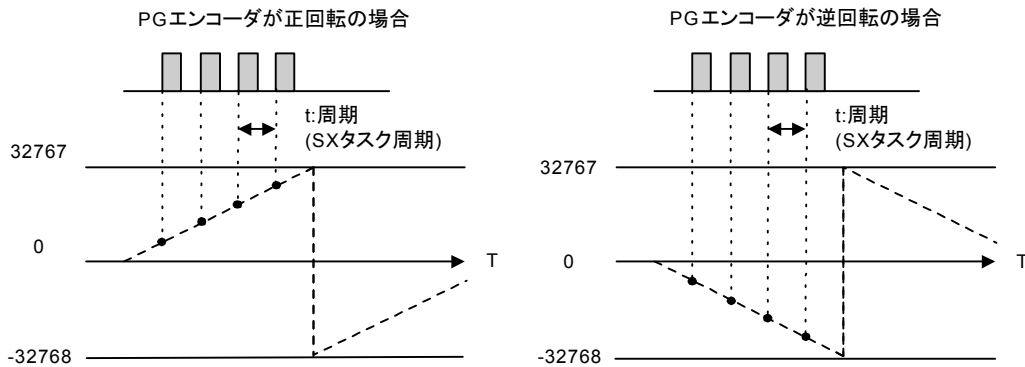 PGエンコーダが正回転の場合
t:周期
(SXタスク周期)
32767
0
T
-32768
PGエンコーダが逆回転の場合
t:周期
(SXタスク周期)
32767
0
T
-32768